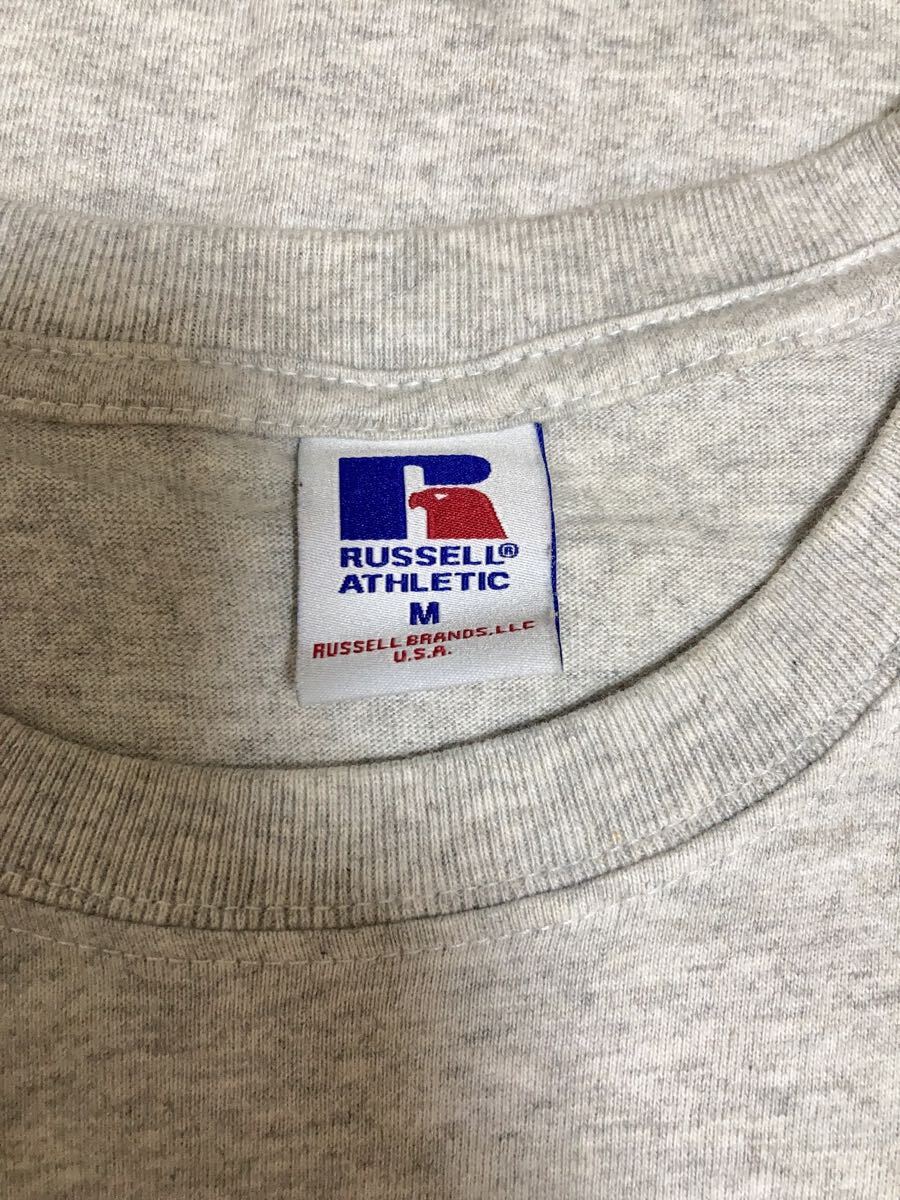 R
RUSSELL®
ATHLETIC
M
RUSSELL BRANDS, LLC
U.S.A.